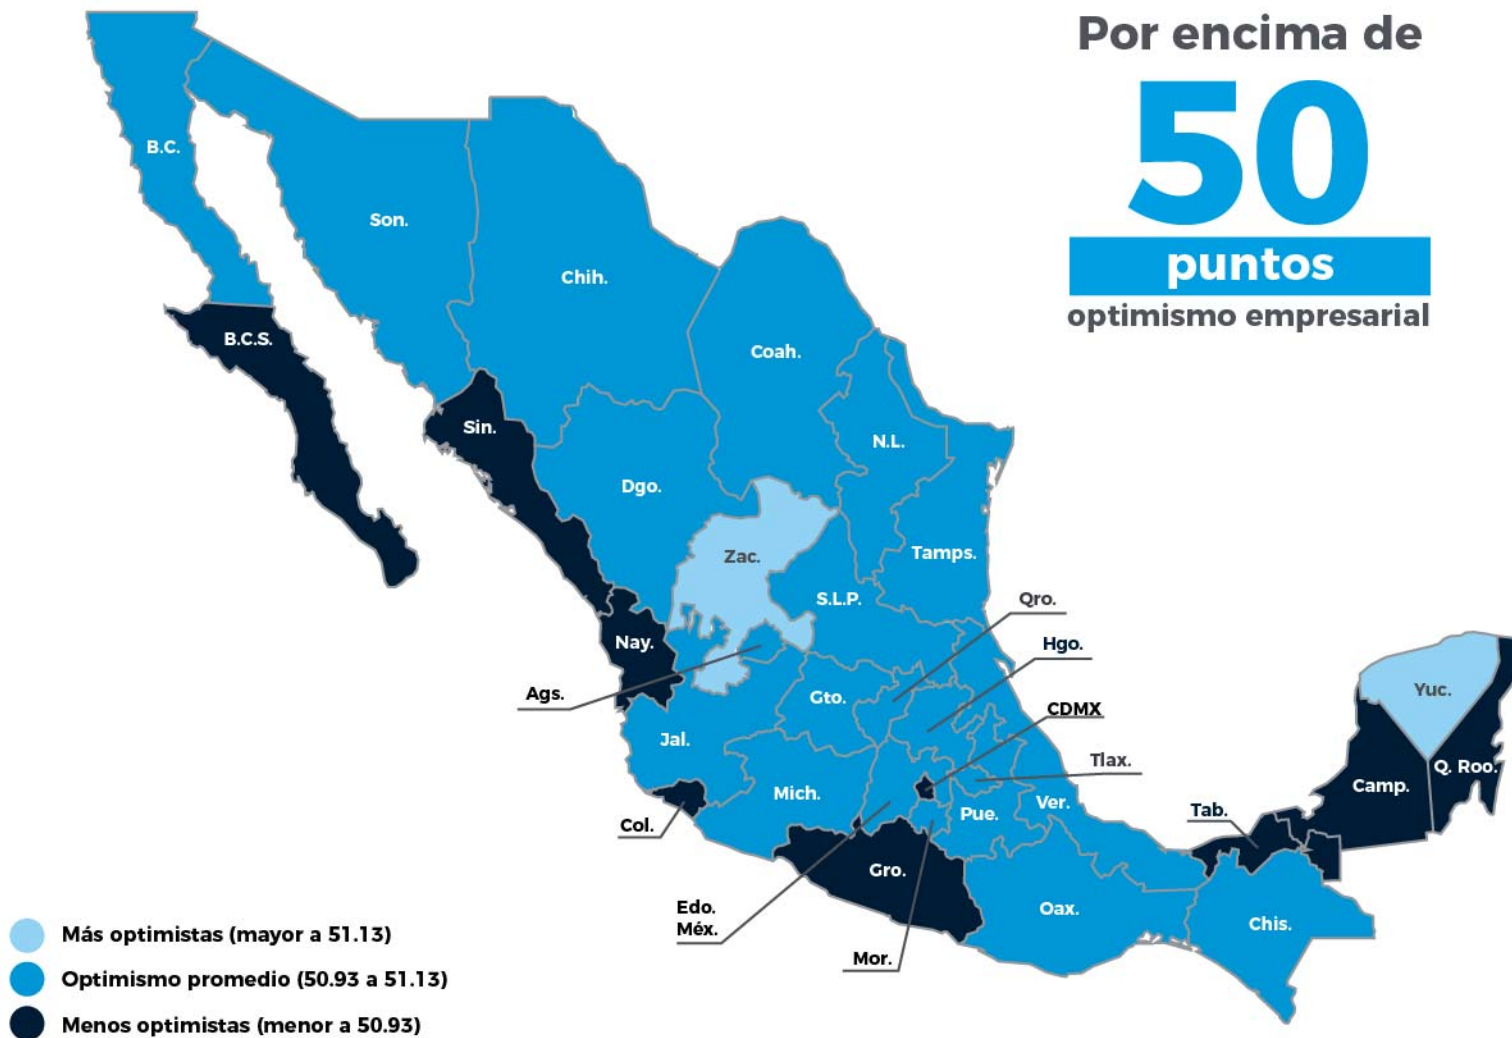 Por encima de
50
puntos
optimismo empresarial
B.C.
Son.
Chih.
B.C.S.
Coah.
Sin.
N.L.
Dgo.
Zac.
Tamps.
S.L.P.
Qro.
Nay.
Hgo.
Ags.
Gto.
CDMX
Yuc.
Jal.
Tlax.
Q. Roo.
Mich.
Camp.
Ver.
Pue.
Tab.
Col.
Gro.
Edo.
Méx.
Oax.
Chis.
Mor.
Más optimistas (mayor a 51.13)
Optimismo promedio (50.93 a 51.13)
Menos optimistas (menor a 50.93)